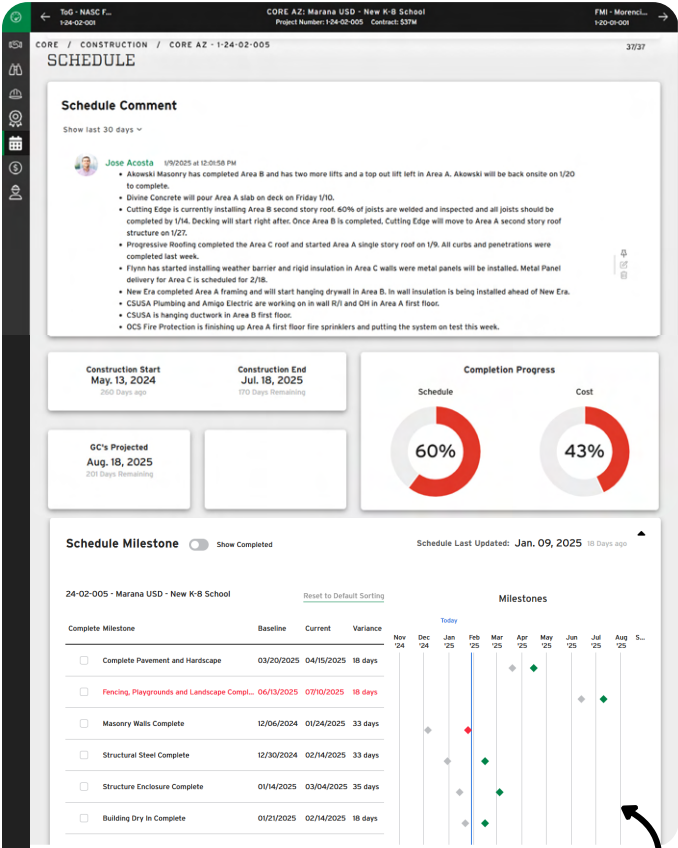 ToG - NASC F...
1-24-02-001
CORE AZ: Marana USD - New K-8 School
Project Number: 1-24-02-005 Contract: $37M
FMI - Morenci...
1-20-01-001
CORE / CONSTRUCTION / CORE AZ - 1-24-02-005
37/37
SCHEDULE
Schedule Comment
Show last 30 days
Jose Acosta 1/9/2025 at 12:01:58 PM
• Akowski Masonry has completed Area B and has two more lifts and a top out lift left in Area A. Akowski will be back onsite on 1/20
to complete.
• Divine Concrete will pour Area A slab on deck on Friday 1/10.
• Cutting Edge is currently installing Area B second story roof. 60% of joists are welded and inspected and all joists should be
completed by 1/14. Decking will start right after. Once Area B is completed, Cutting Edge will move to Area A second story roof
structure on 1/27.
• Progressive Roofing completed the Area C roof and started Area A single story roof on 1/9. All curbs and penetrations were
completed last week.
• Flynn has started installing weather barrier and rigid insulation in Area C walls were metal panels will be installed. Metal Panel
delivery for Area C is scheduled for 2/18.
• New Era completed Area A framing and will start hanging drywall in Area B. In wall insulation is being installed ahead of New Era.
• CSUSA Plumbing and Amigo Electric are working on in wall R/I and OH in Area A first floor.
• CSUSA is hanging ductwork in Area B first floor.
• OCS Fire Protection is finishing up Area A first floor fire sprinklers and putting the system on test this week.
Construction Start
May. 13, 2024
260 Days ago
Construction End
Jul. 18, 2025
170 Days Remaining
GC's Projected
Aug. 18, 2025
201 Days Remaining
Completion Progress
Schedule
Cost
60%
43%
Schedule Milestone
Show Completed
Schedule Last Updated: Jan. 09, 2025 18 Days ago
24-02-005 - Marana USD - New K-8 School
Reset to Default Sorting
Milestones
Today
Complete Milestone Baseline Current Variance
Nov '24 Dec '24 Jan '25 Feb '25 Mar '25 Apr '25 May '25 Jun '25 Jul '25 Aug '25 S...
Complete Pavement and Hardscape 03/20/2025 04/15/2025 18 days
Fencing, Playgrounds and Landscape Compl... 06/13/2025 07/10/2025 18 days
Masonry Walls Complete 12/06/2024 01/24/2025 33 days
Structural Steel Complete 12/30/2024 02/14/2025 33 days
Structure Enclosure Complete 01/14/2025 03/04/2025 35 days
Building Dry In Complete 01/21/2025 02/14/2025 18 days